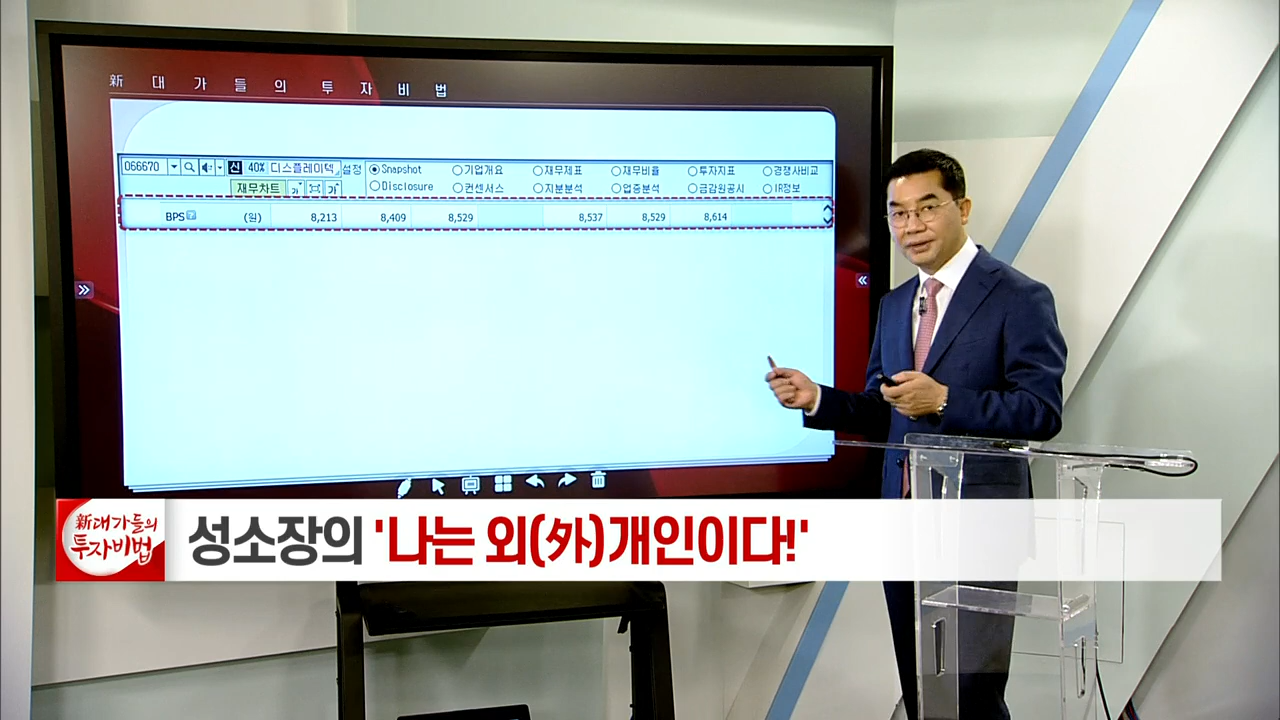 新 대 가 들 의 투 자 비 법
066670 신 40% 디스플레이텍 설정 Snapshot 기업개요 재무제표 재무비율 투자지표 경쟁사비교
재무차트 가 가 Disclosure 컨센서스 지분분석 업종분석 금감원공시 IR정보
BPS (원) 8,213 8,409 8,529 8,537 8,529 8,614
新대가들의
투자비법
성소장의 '나는 외(外)개인이다!'